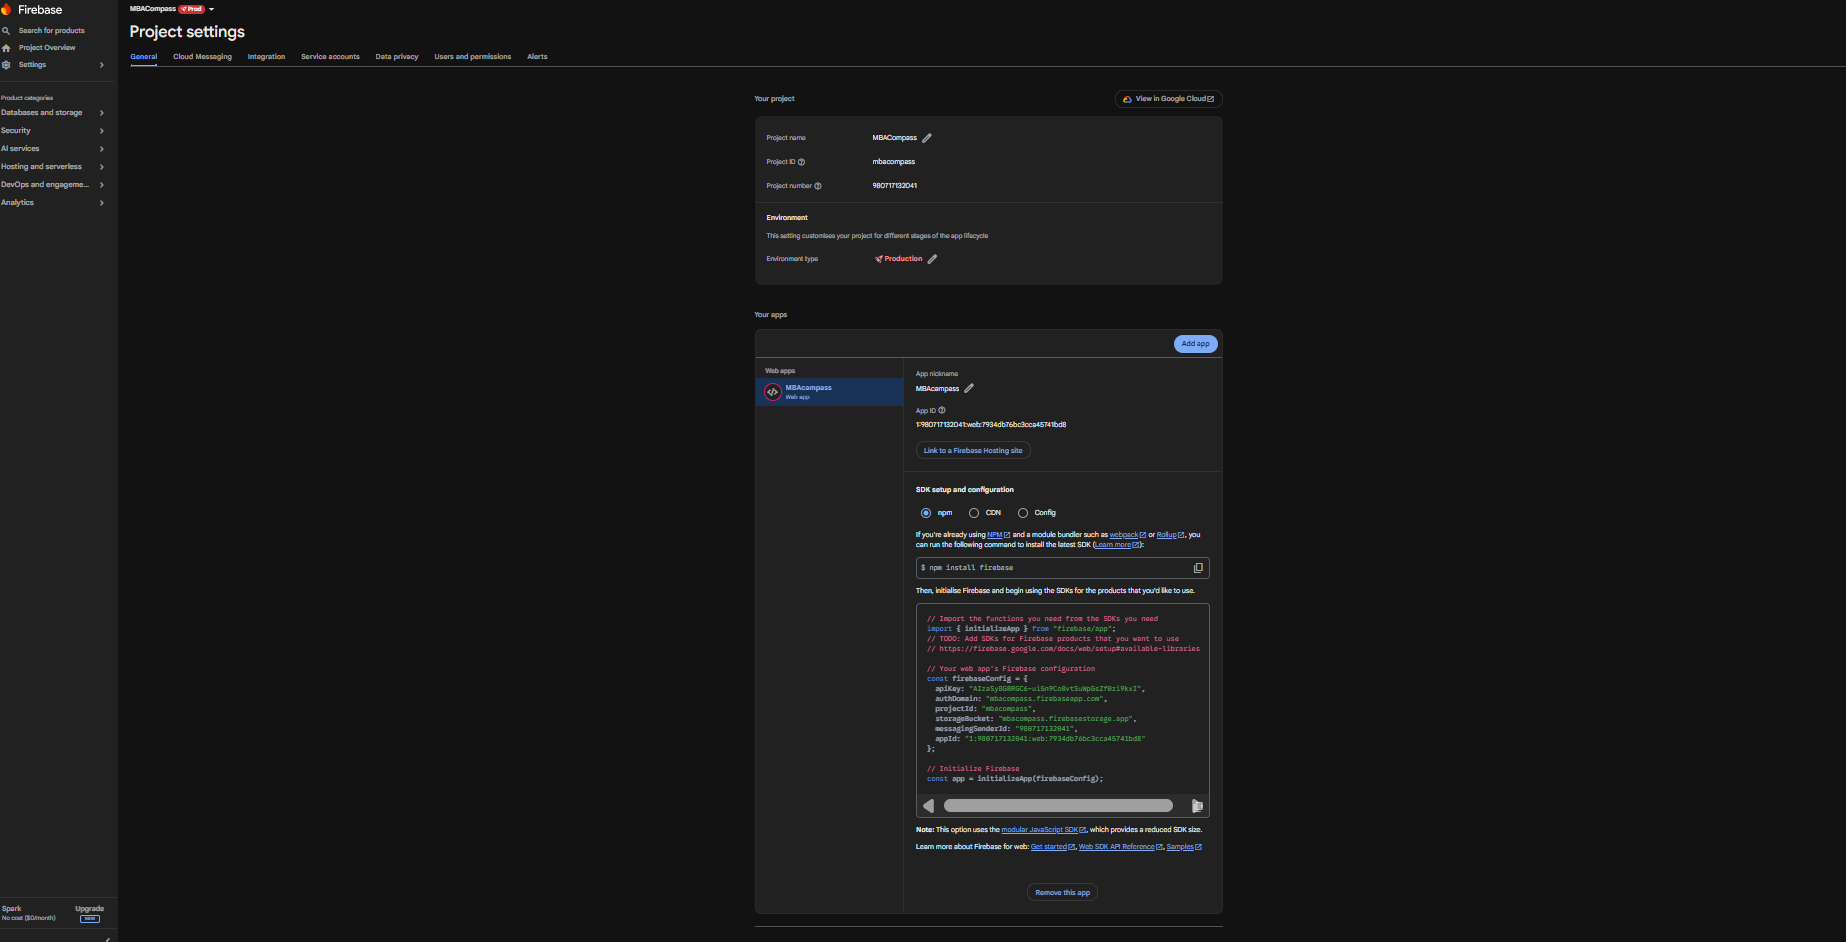 Firebase
Search for products
Project Overview
Settings
Product categories
Databases and storage
Security
AI services
Hosting and serverless
DevOps and engageme...
Analytics
Spark
No cost ($0/month)
Upgrade
NEW
MBACompass Prod
Project settings
General Cloud Messaging Integration Service accounts Data privacy Users and permissions Alerts
Your project
View in Google Cloud
Project name MBACompass
Project ID mbacompass
Project number 980717132041
Environment
This setting customises your project for different stages of the app lifecycle
Environment type Production
Your apps
Add app
Web apps
MBAcampass
Web app
App nickname
MBAcampass
App ID
1:980717132041:web:7934db76bc3cca45741bd8
Link to a Firebase Hosting site
SDK setup and configuration
npm CDN Config
If you're already using NPM and a module bundler such as webpack or Rollup, you
can run the following command to install the latest SDK (Learn more):
$ npm install firebase
Then, initialise Firebase and begin using the SDKs for the products that you'd like to use.
// Import the functions you need from the SDKs you need
import { initializeApp } from "firebase/app";
// TODO: Add SDKs for Firebase products that you want to use
// https://firebase.google.com/docs/web/setup#available-libraries
// Your web app's Firebase configuration
const firebaseConfig = {
apiKey:
authDomain: "mbacompass.firebaseapp.com",
projectId: "mbacompass",
storageBucket: "mbacompass.firebasestorage.app",
messagingSenderId: "980717132041",
appId: "1:980717132041:web:7934db76bc3cca45741bd8"
};
// Initialize Firebase
const app = initializeApp(firebaseConfig);
Note: This option uses the modular JavaScript SDK, which provides a reduced SDK size.
Learn more about Firebase for web: Get started, Web SDK API Reference, Samples
Remove this app